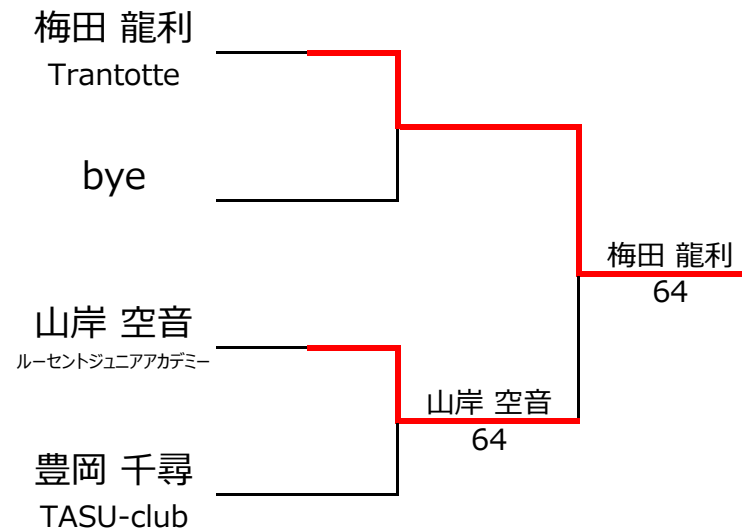 梅田 龍利
Trantotte
bye
梅田 龍利
64
山岸 空音
ルーセントジュニアアカデミー
山岸 空音
64
豊岡 千尋
TASU-club